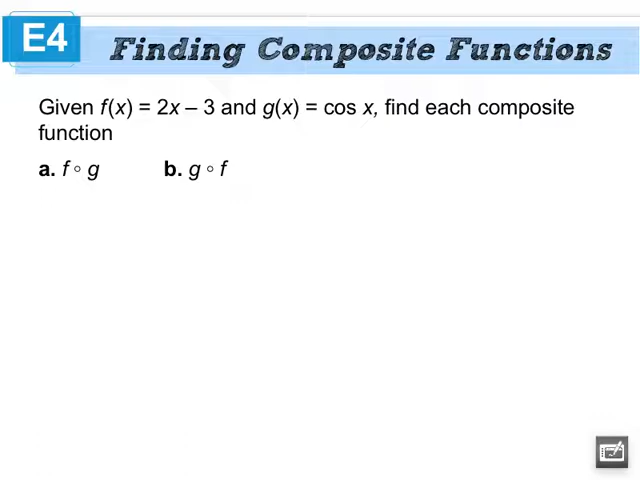 E4
Finding Composite Functions
Given f(x) = 2x – 3 and g(x) = cos x, find each composite
function
a. f ∘ g b. g ∘ f